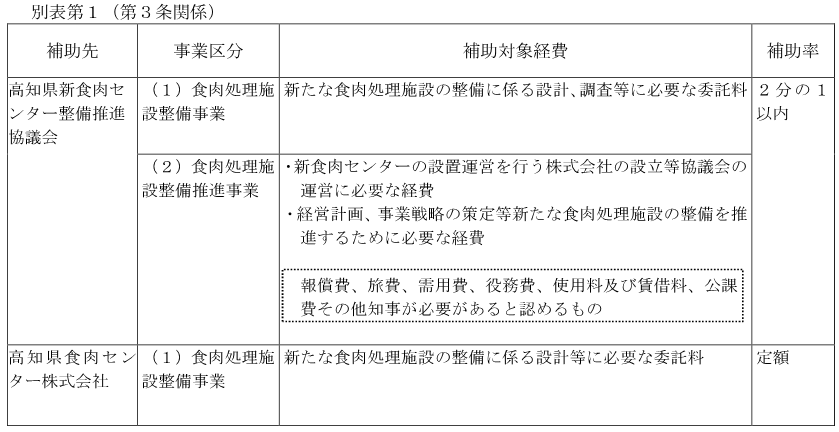 別表第１（第３条関係）
補助先
事業区分
補助対象経費
補助率
高知県新食肉セ
ンター整備推進
協議会
（１）食肉処理施
設整備事業
新たな食肉処理施設の整備に係る設計、調査等に必要な委託料
２分の１
以内
（２）食肉処理施
設整備推進事業
・新食肉センターの設置運営を行う株式会社の設立等協議会の
運営に必要な経費
・経営計画、事業戦略の策定等新たな食肉処理施設の整備を推
進するために必要な経費
報償費、旅費、需用費、役務費、使用料及び賃借料、公課
費その他知事が必要があると認めるもの
高知県食肉セン
ター株式会社
（１）食肉処理施
設整備事業
新たな食肉処理施設の整備に係る設計等に必要な委託料
定額